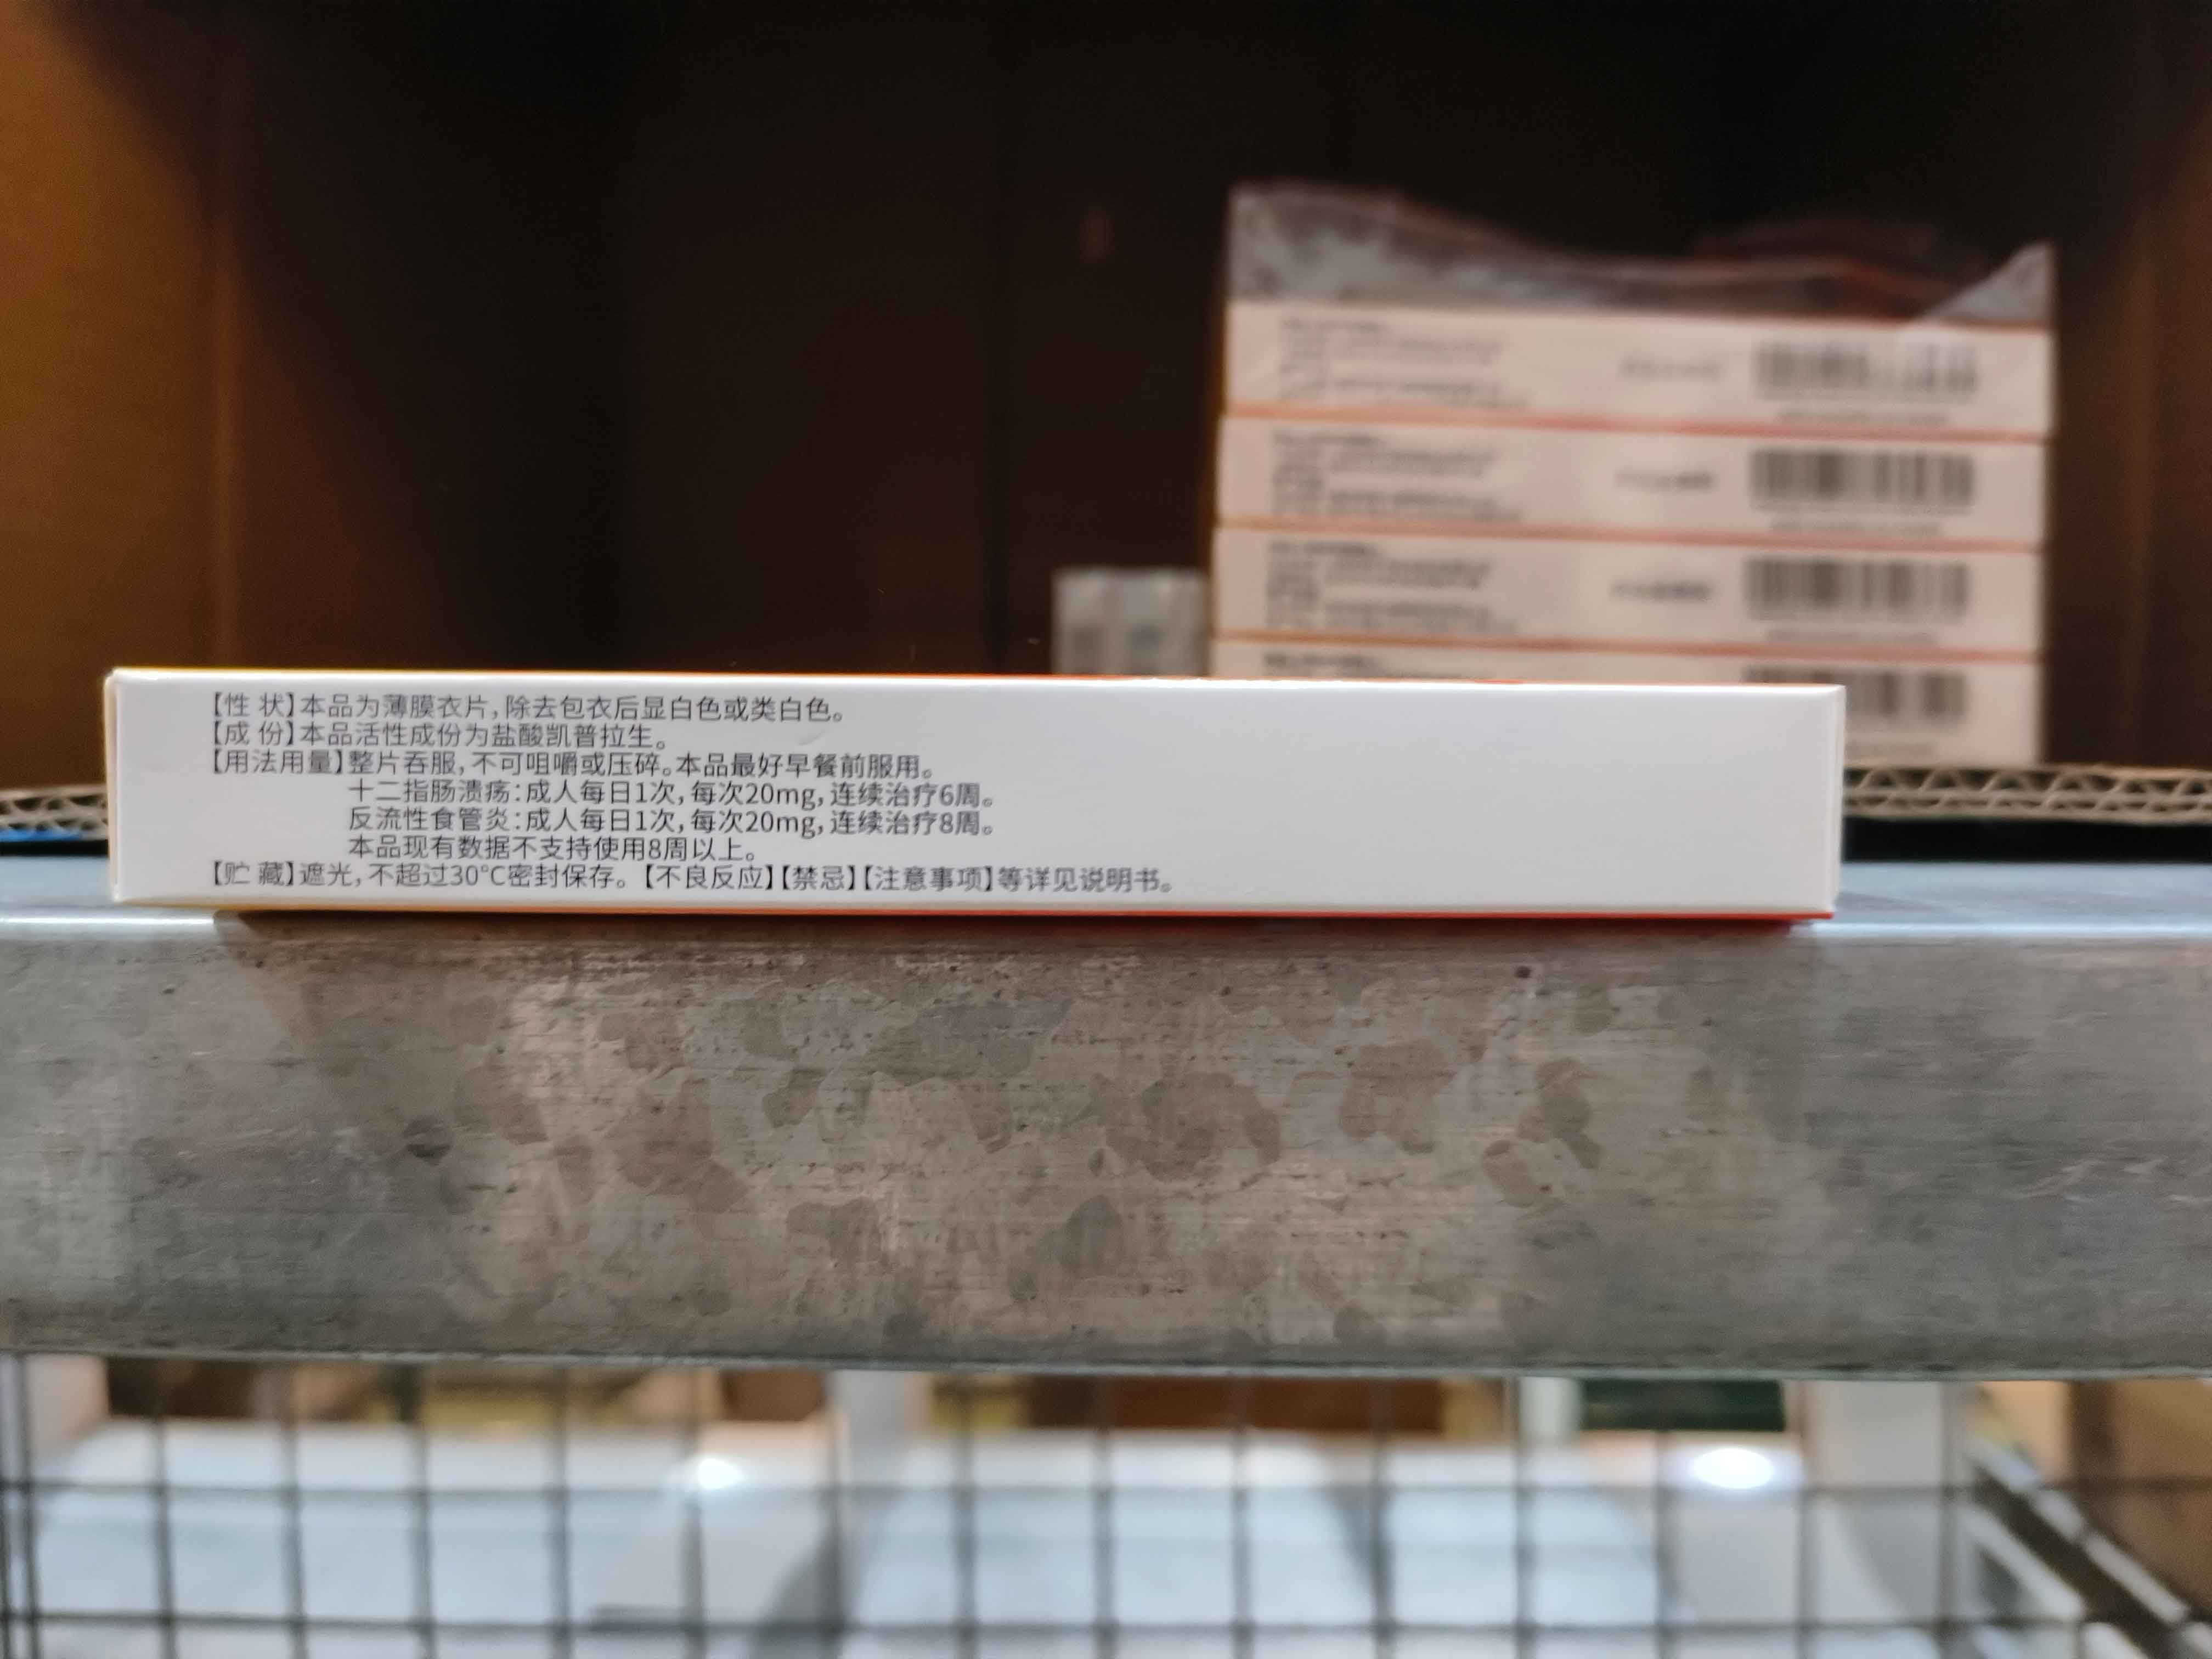 【性 状】本品为薄膜衣片,除去包衣后显白色或类白色。
【成 份】本品活性成份为盐酸凯普拉生。
【用法用量】整片吞服,不可咀嚼或压碎。本品最好早餐前服用。
十二指肠溃疡:成人每日1次,每次20mg,连续治疗6周。
反流性食管炎:成人每日1次,每次20mg,连续治疗8周。
本品现有数据不支持使用8周以上。
【贮 藏】遮光,不超过30°C密封保存。【不良反应】【禁忌】【注意事项】等详见说明书。